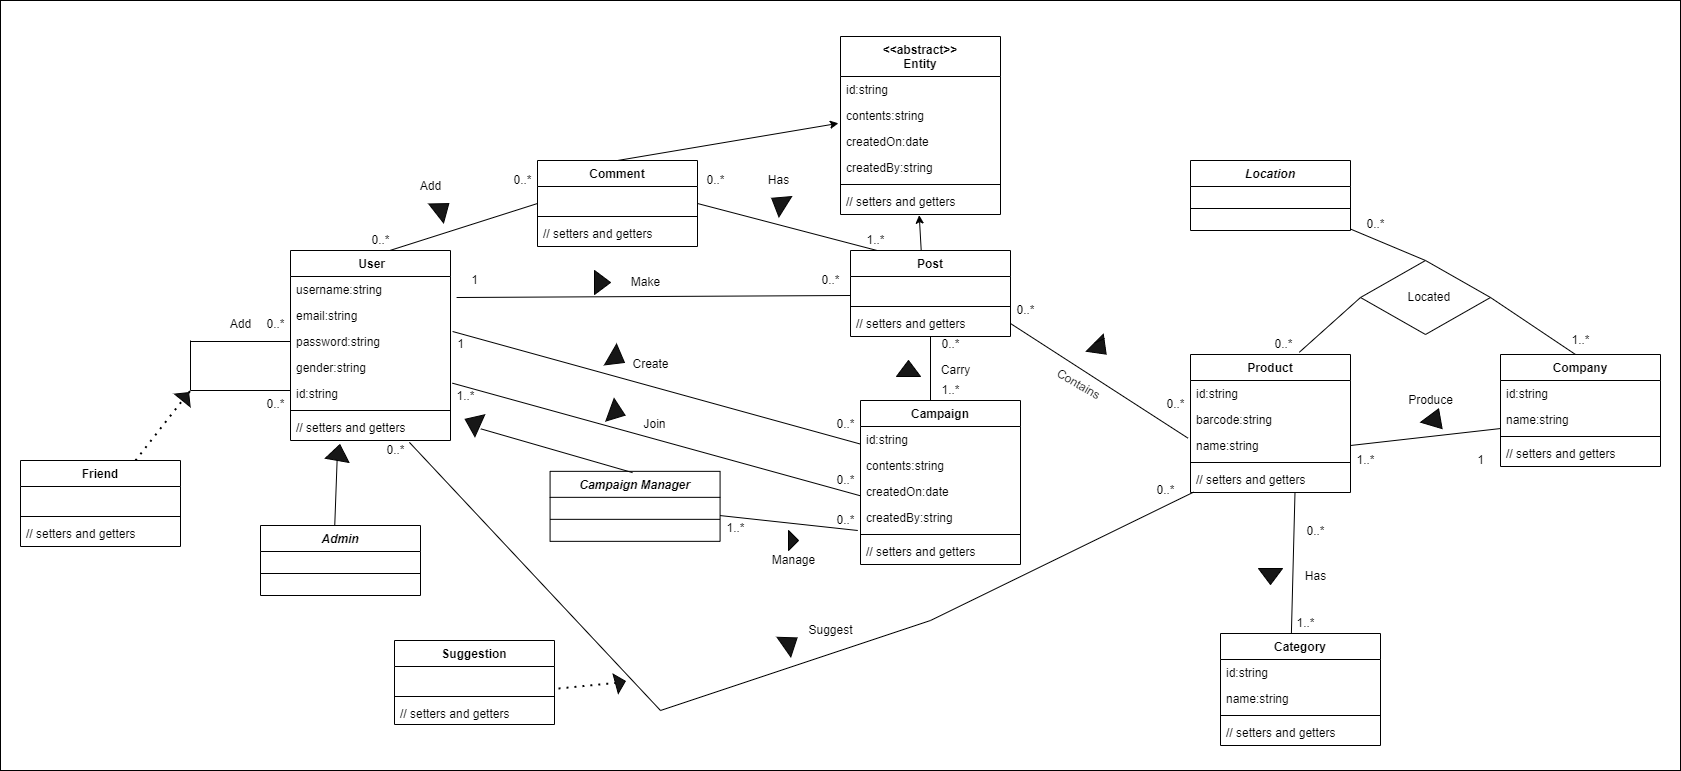 <<abstract>>
Entity
id:string
contents:string
createdOn:date
createdBy:string
// setters and getters
Comment
// setters and getters
0..*
Add
0..*
0..*
Has
1..*
Location
0..*
Located
0..*
1..*
User
username:string
email:string
password:string
gender:string
id:string
// setters and getters
1
Make
0..*
Post
// setters and getters
0..*
Contains
0..*
Add
0..*
0..*
1
Create
0..*
1..*
Join
0..*
0..*
Carry
1..*
Campaign
id:string
contents:string
createdOn:date
createdBy:string
// setters and getters
Product
id:string
barcode:string
name:string
// setters and getters
Produce
1..*
1
Company
id:string
name:string
// setters and getters
Friend
// setters and getters
Admin
Campaign Manager
1..*
0..*
Manage
0..*
Suggest
0..*
Suggestion
// setters and getters
0..*
Has
1..*
Category
id:string
name:string
// setters and getters